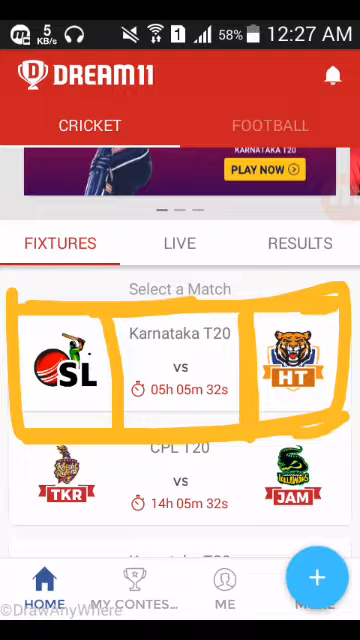 5
KB/s
1
58%
12:27 AM
DREAM11
CRICKET
FOOTBALL
KARNATAKA T20
PLAY NOW
FIXTURES
LIVE
RESULTS
Select a Match
Karnataka T20
SL
vs
HT
05h 05m 32s
CPL T20
TKR
vs
JAM
14h 05m 32s
HOME
MY CONTES...
ME
©DrawAnyWhere